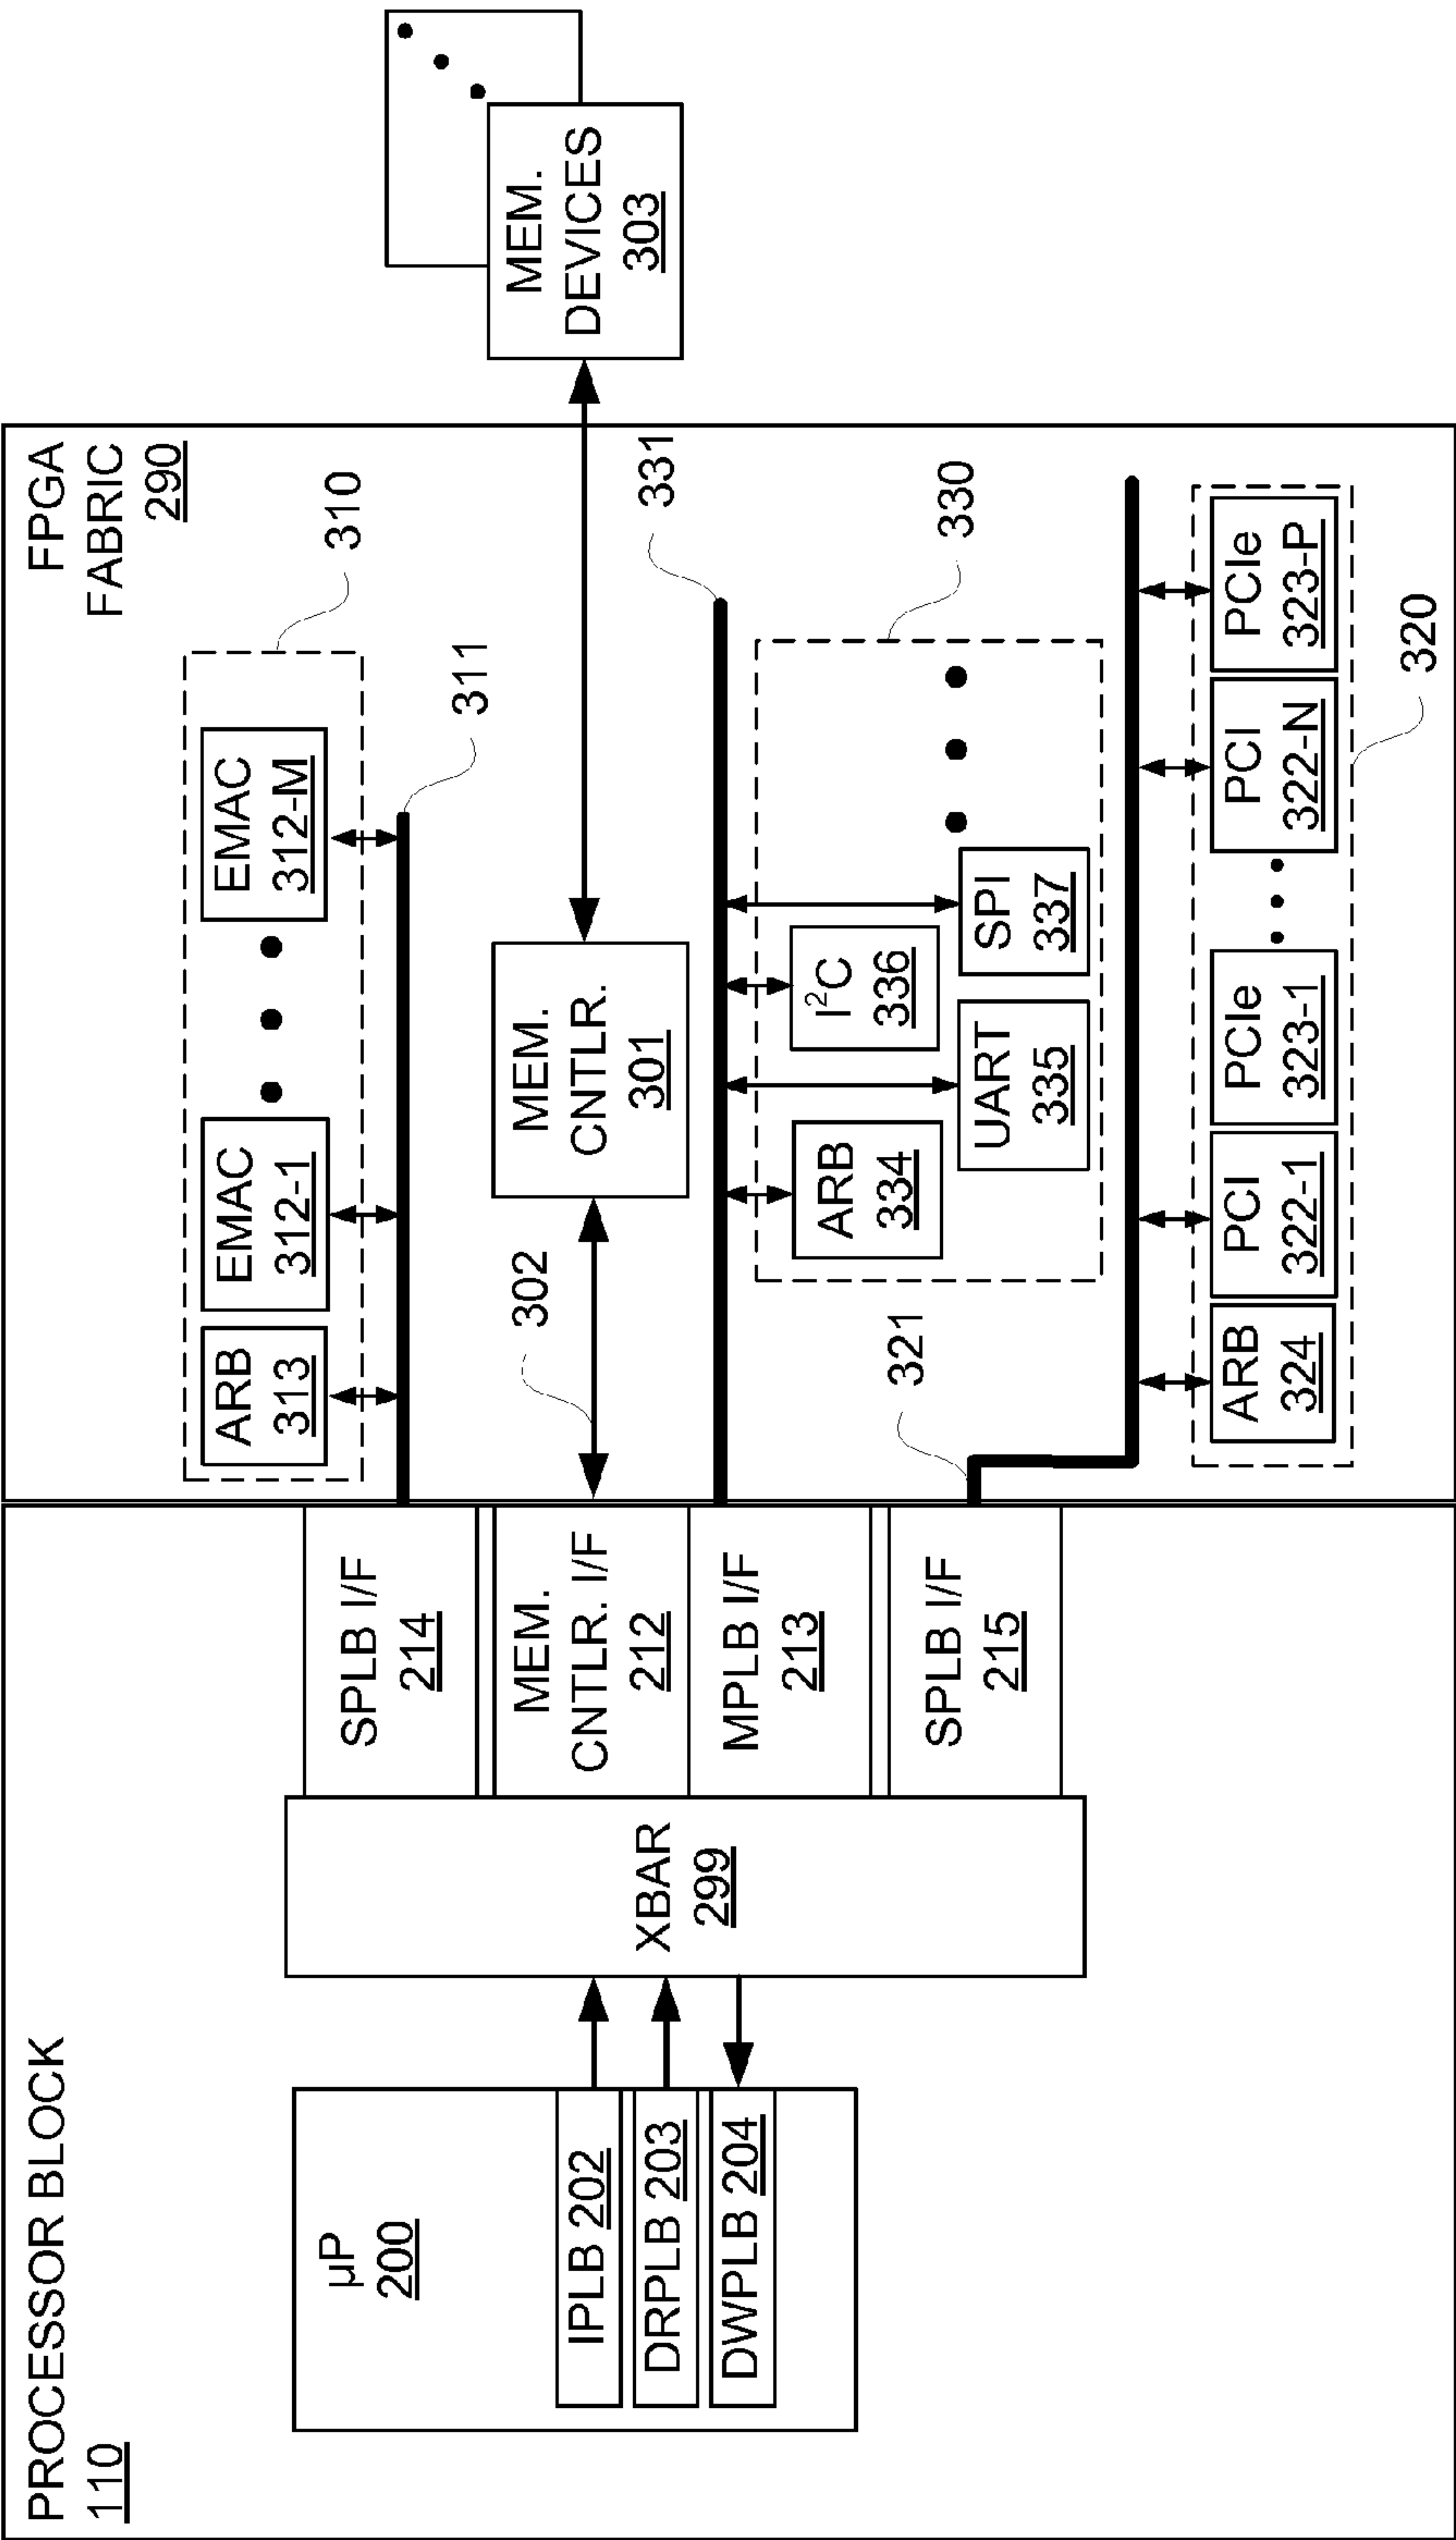 PROCESSOR BLOCK
110
µP
200
IPLB 202
DRPLB 203
DWPLB 204
XBAR
299
SPLB I/F
214
MEM.
CNTLR. I/F
212
MPLB I/F
213
SPLB I/F
215
FPGA
FABRIC
290
310
ARB
313
EMAC
312-1
EMAC
312-M
311
302
MEM.
CNTLR.
301
MEM.
DEVICES
303
331
330
ARB
334
UART
335
I²C
336
SPI
337
321
ARB
324
PCI
322-1
PCIe
323-1
PCI
322-N
PCIe
323-P
320